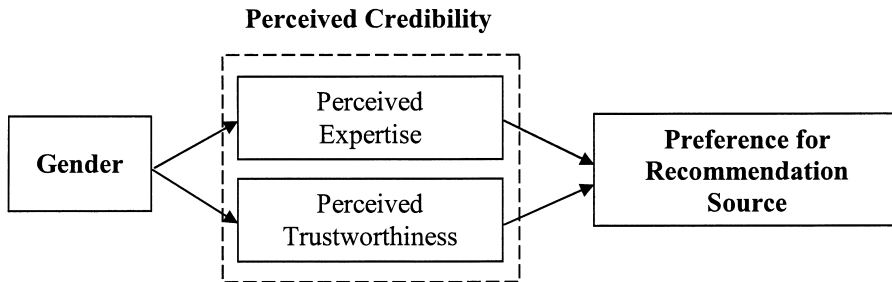 Perceived Credibility
Gender
Perceived
Expertise
Perceived
Trustworthiness
Preference for
Recommendation
Source